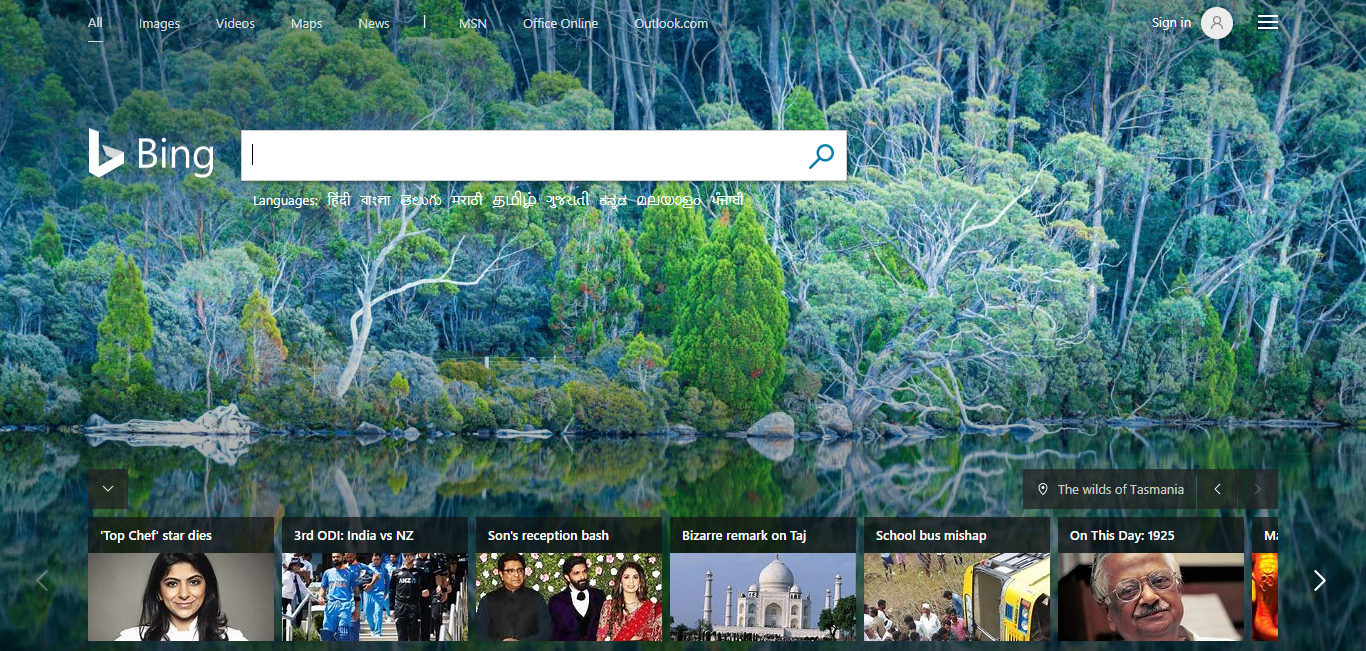 All Images Videos Maps News | MSN Office Online Outlook.com Sign in
Bing
Languages: हिंदी বাংলা తెలుగు मराठी தமிழ் ગુજરાતી ಕನ್ನಡ മലയാളം ਪੰਜਾਬੀ
The wilds of Tasmania
'Top Chef' star dies 3rd ODI: India vs NZ Son's reception bash Bizarre remark on Taj School bus mishap On This Day: 1925 Ma
ANZ